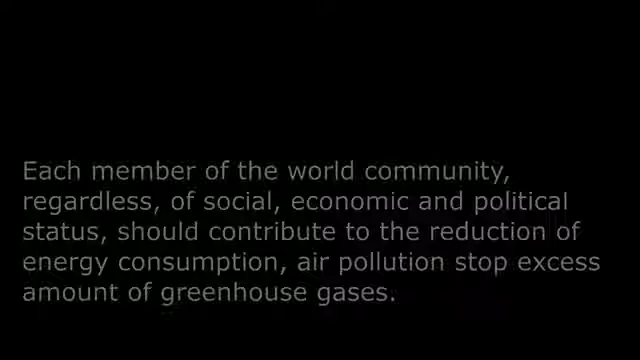 Each member of the world community,
regardless, of social, economic and political
status, should contribute to the reduction of
energy consumption, air pollution stop excess
amount of greenhouse gases.